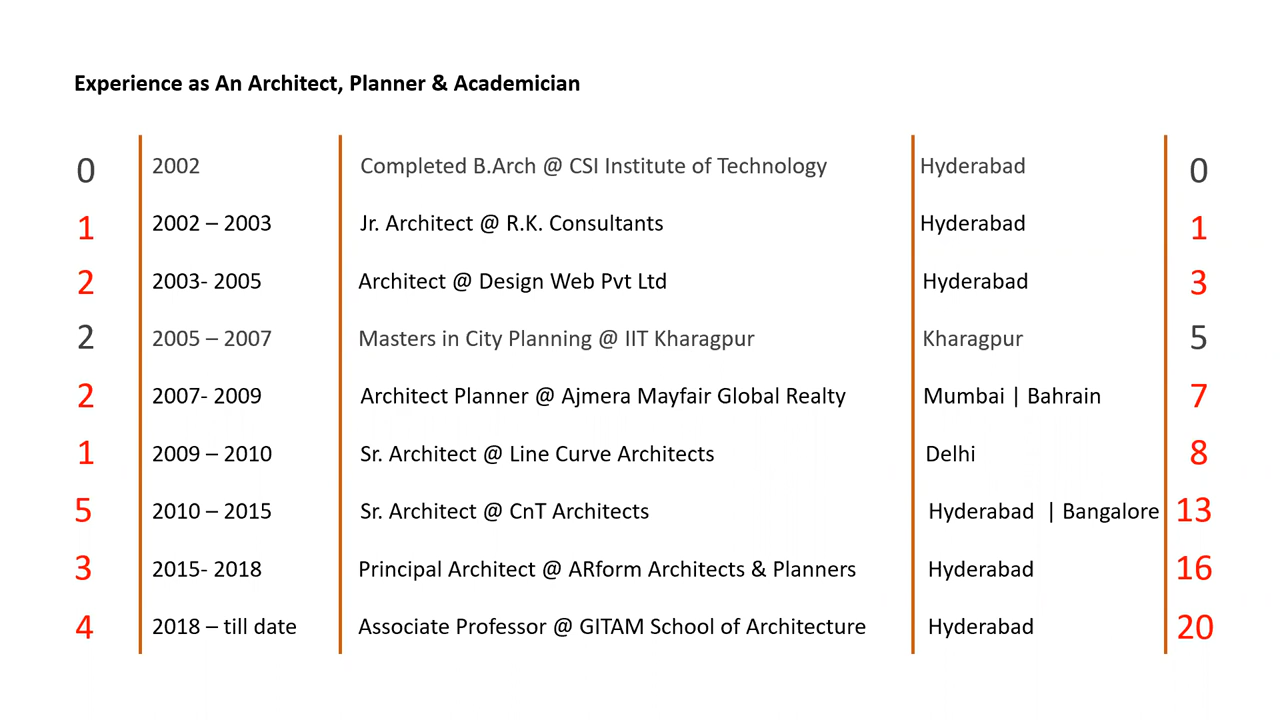 Experience as An Architect, Planner & Academician
0 2002 Completed B.Arch @ CSI Institute of Technology Hyderabad 0
1 2002 – 2003 Jr. Architect @ R.K. Consultants Hyderabad 1
2 2003- 2005 Architect @ Design Web Pvt Ltd Hyderabad 3
2 2005 – 2007 Masters in City Planning @ IIT Kharagpur Kharagpur 5
2 2007- 2009 Architect Planner @ Ajmera Mayfair Global Realty Mumbai | Bahrain 7
1 2009 – 2010 Sr. Architect @ Line Curve Architects Delhi 8
5 2010 – 2015 Sr. Architect @ CnT Architects Hyderabad | Bangalore 13
3 2015- 2018 Principal Architect @ ARform Architects & Planners Hyderabad 16
4 2018 – till date Associate Professor @ GITAM School of Architecture Hyderabad 20